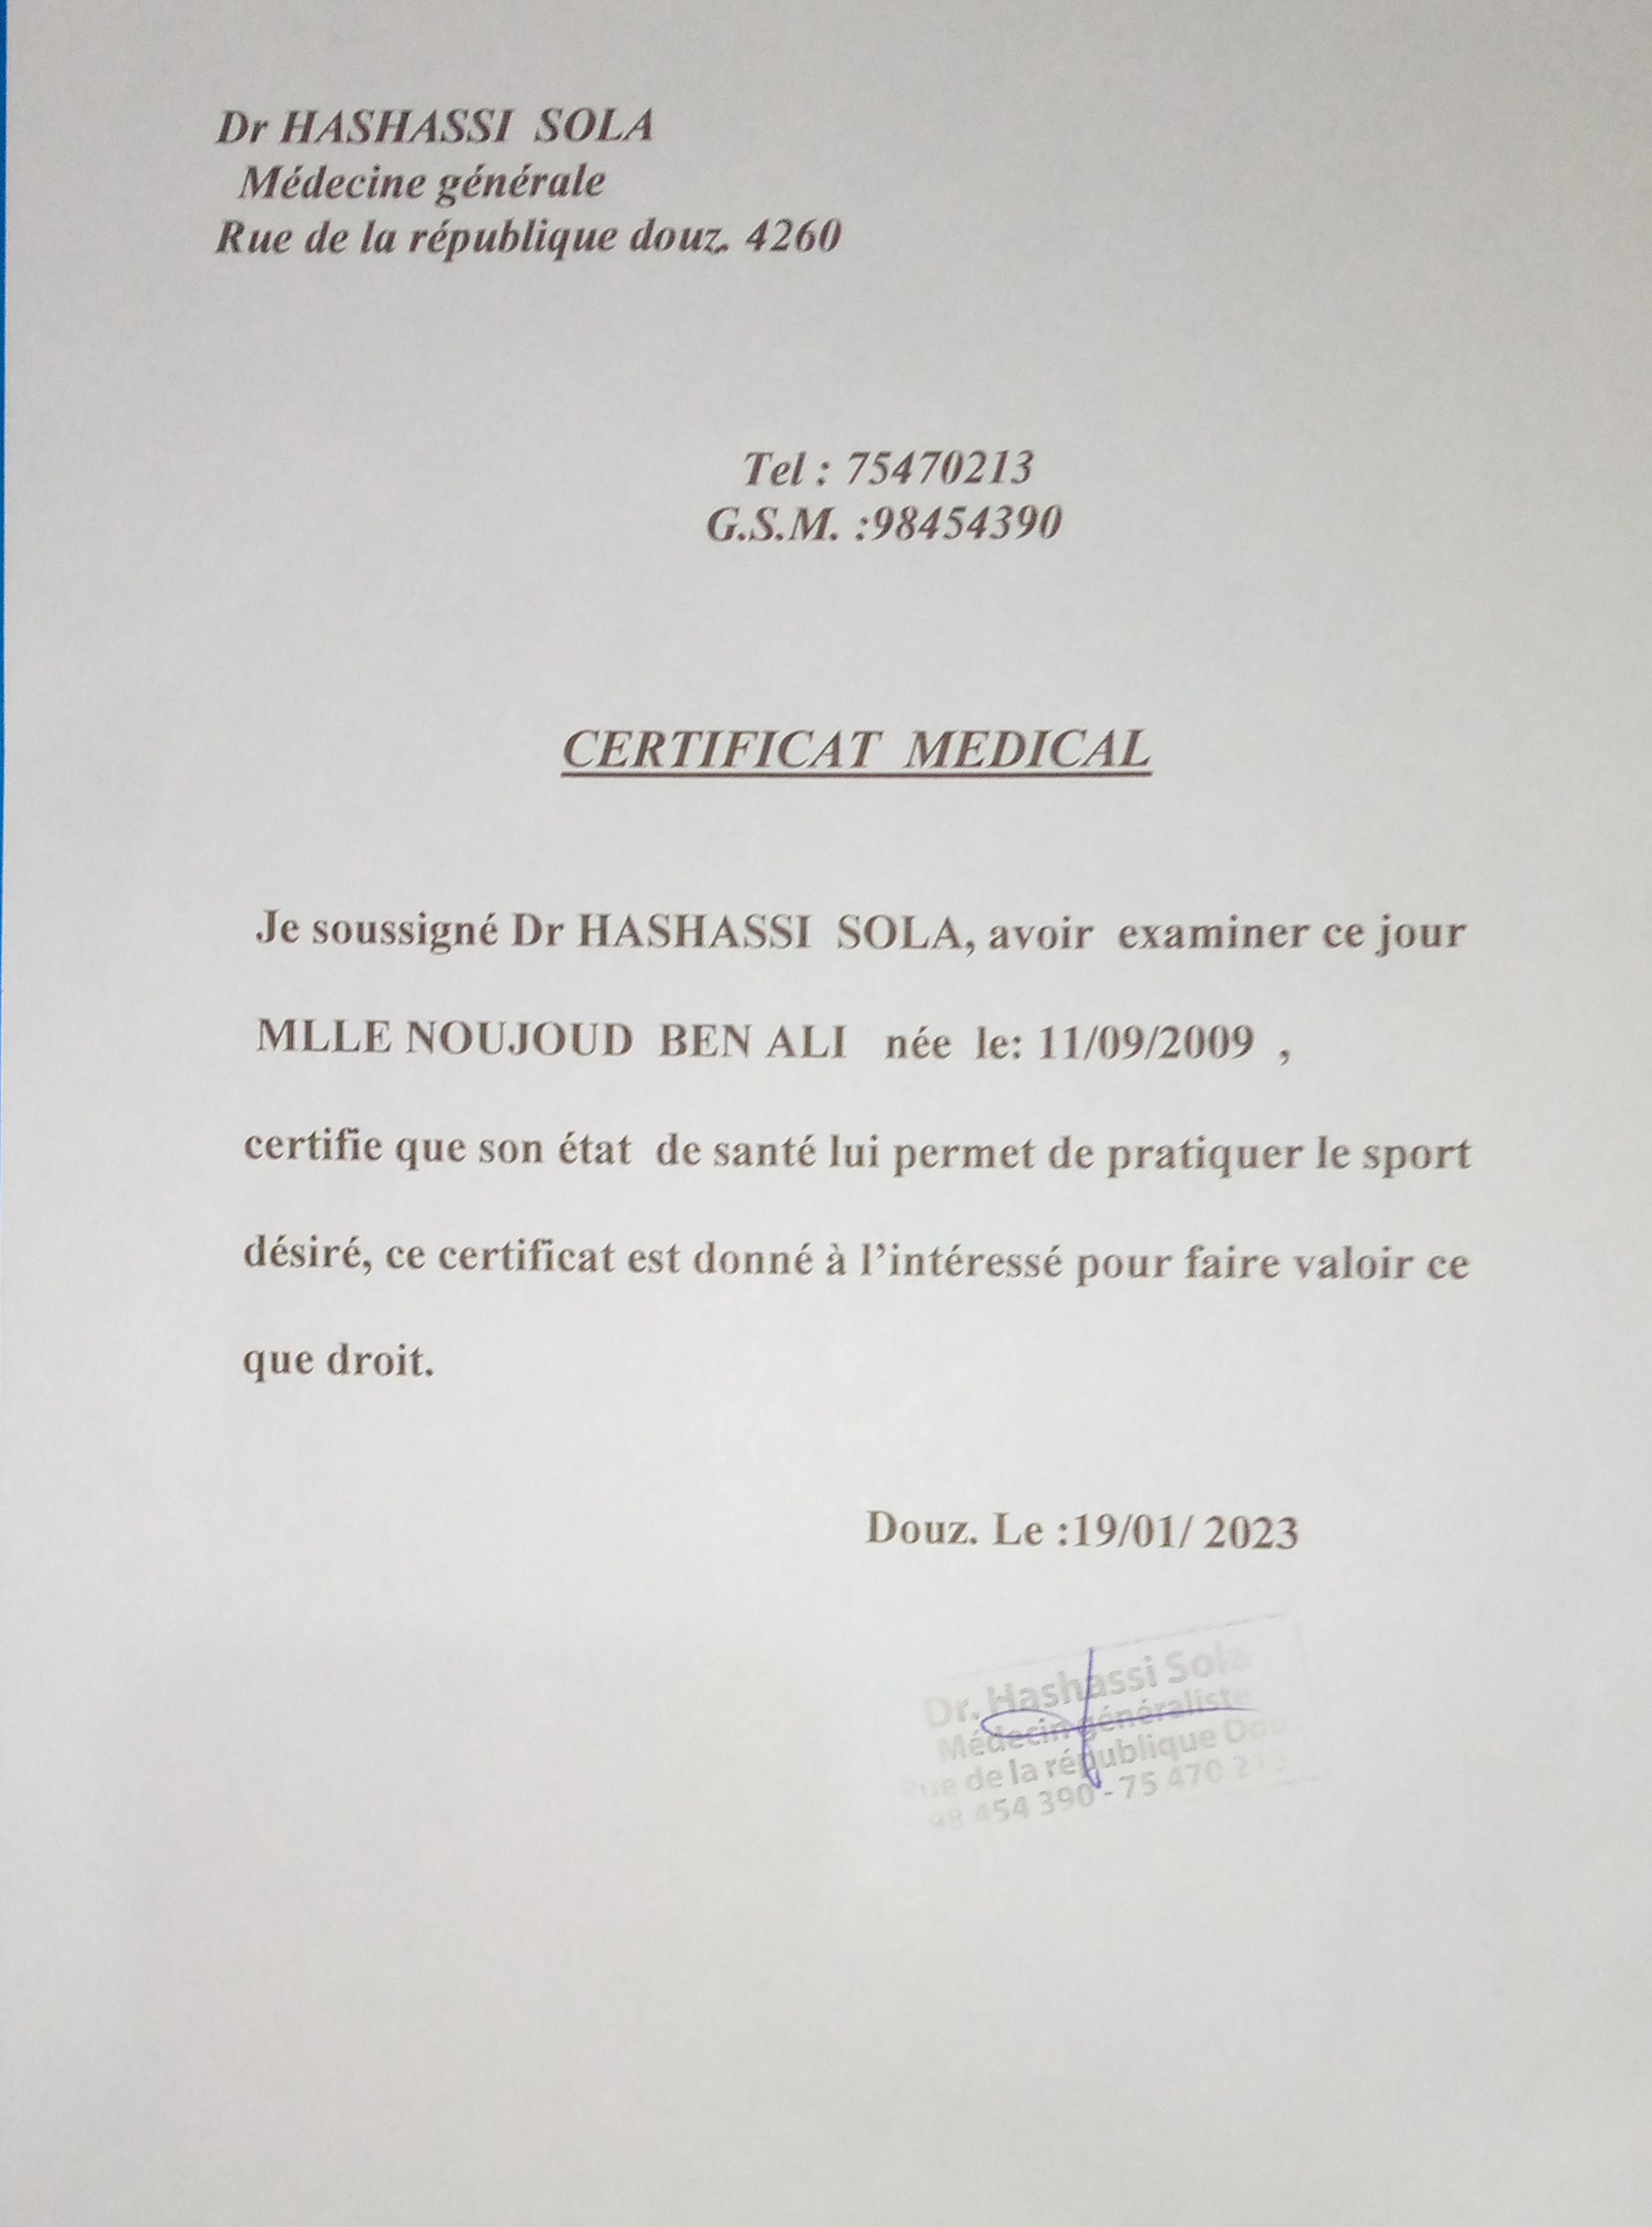 Dr HASHASSI SOLA
Médecine générale
Rue de la république douz. 4260
Tel : 75470213
G.S.M. :98454390
CERTIFICAT MEDICAL
Je soussigné Dr HASHASSI SOLA, avoir examiner ce jour
MLLE NOUJOUD BEN ALI née le: 11/09/2009 ,
certifie que son état de santé lui permet de pratiquer le sport
désiré, ce certificat est donné à l’intéressé pour faire valoir ce
que droit.
Douz. Le :19/01/ 2023
Dr. Hashassi Sola
Médecin généraliste
Rue de la république
98 454 390 - 75 470